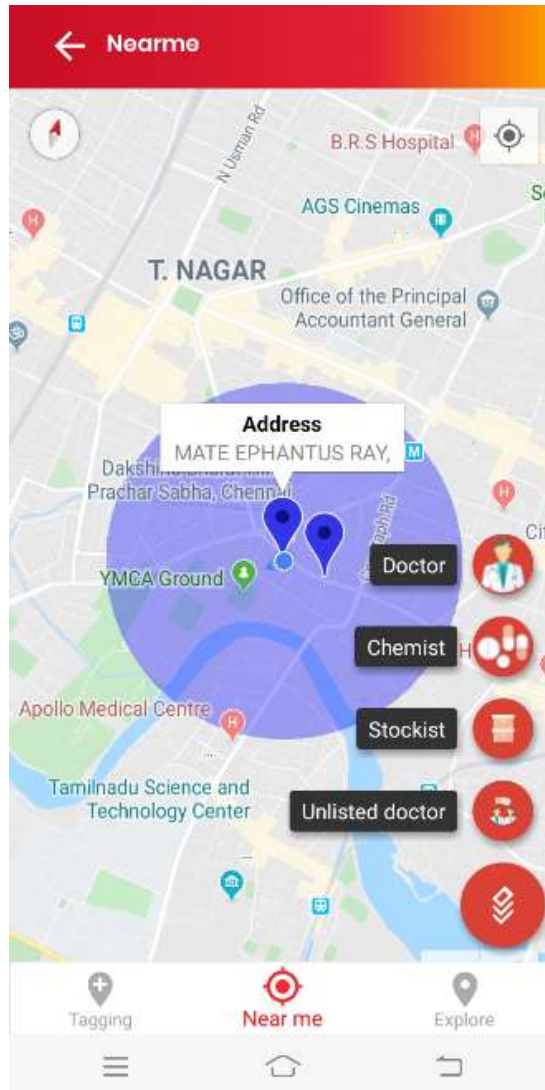 Nearme
N Usman Rd
B.R.S Hospital
H
AGS Cinemas
T. NAGAR
H
Office of the Principal
Accountant General
Address
MATE EPHANTUS RAY,
M
Prachar Sabha, Chennai
H
YMCA Ground
Doctor
Chemist
H
Apollo Medical Centre
H
Stockist
Tamilnadu Science and
Technology Center
Unlisted doctor
Tagging
Near me
Explore